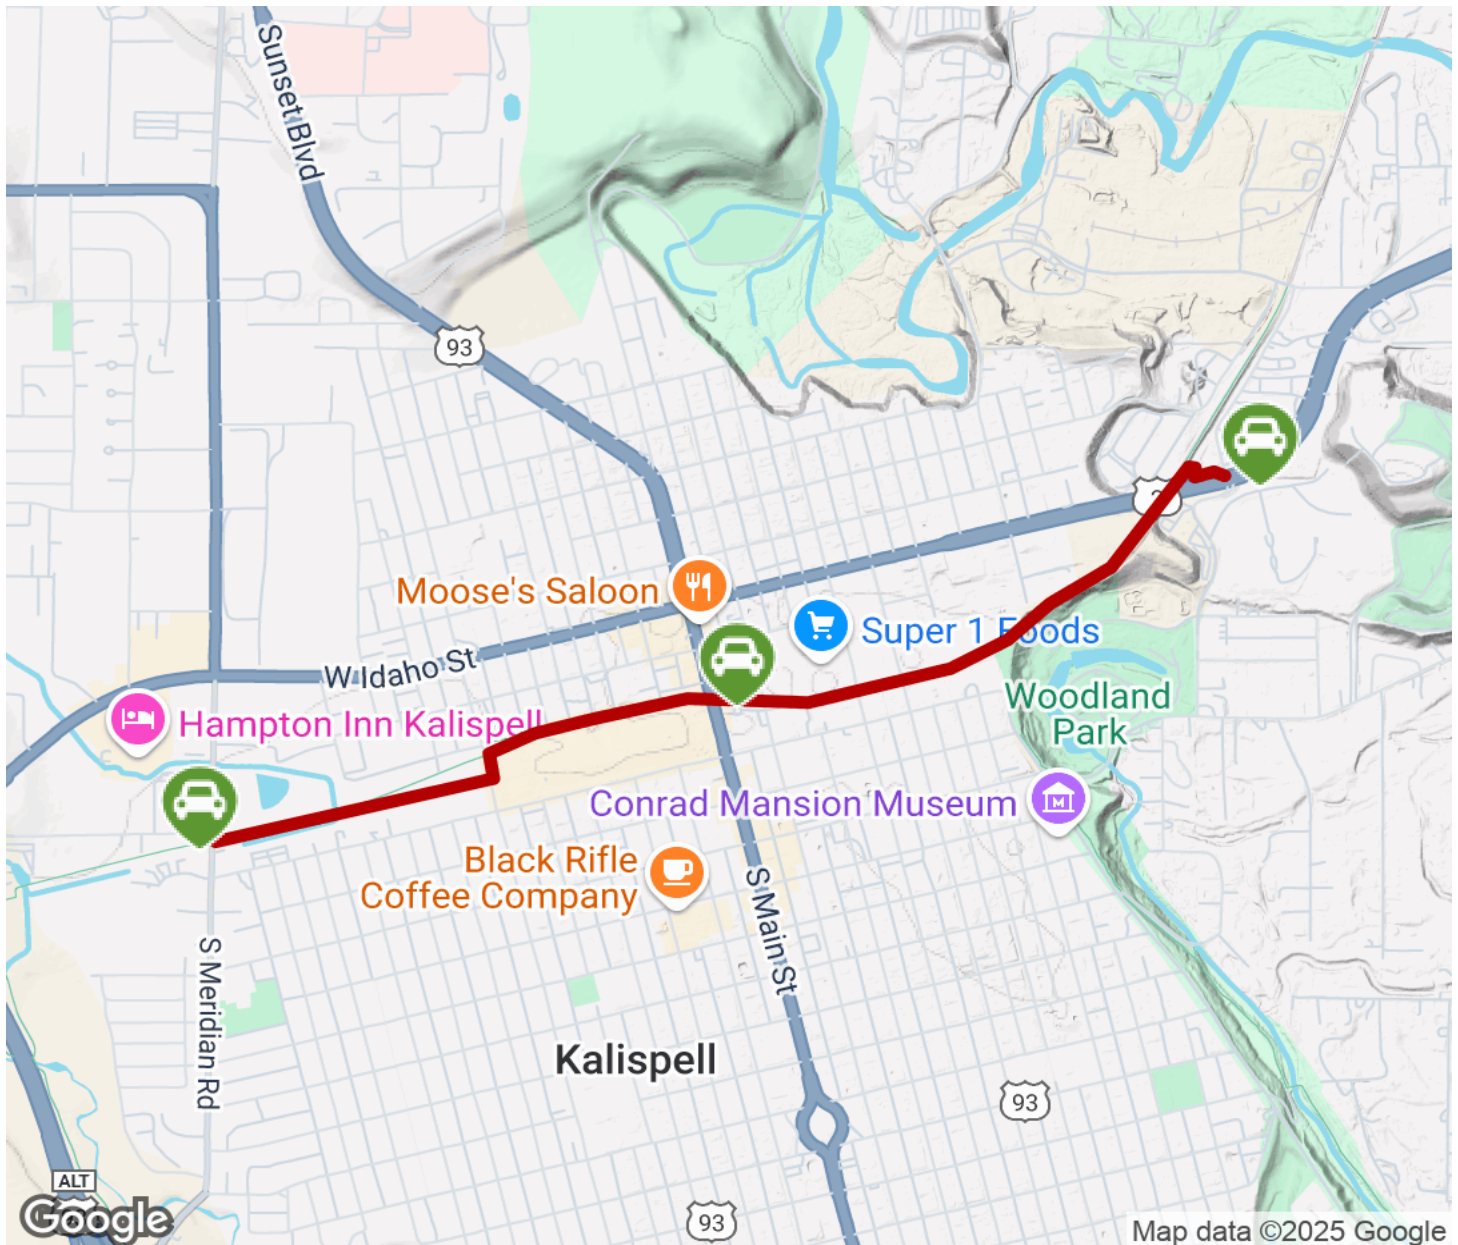 Sunset Blvd
93
2
Moose's Saloon
Super 1 Foods
W Idaho St
Woodland
Park
Hampton Inn Kalispell
Conrad Mansion Museum
Black Rifle
Coffee Company
S Main St
S Meridian Rd
Kalispell
93
ALT
93
Google
Map data ©2025 Google